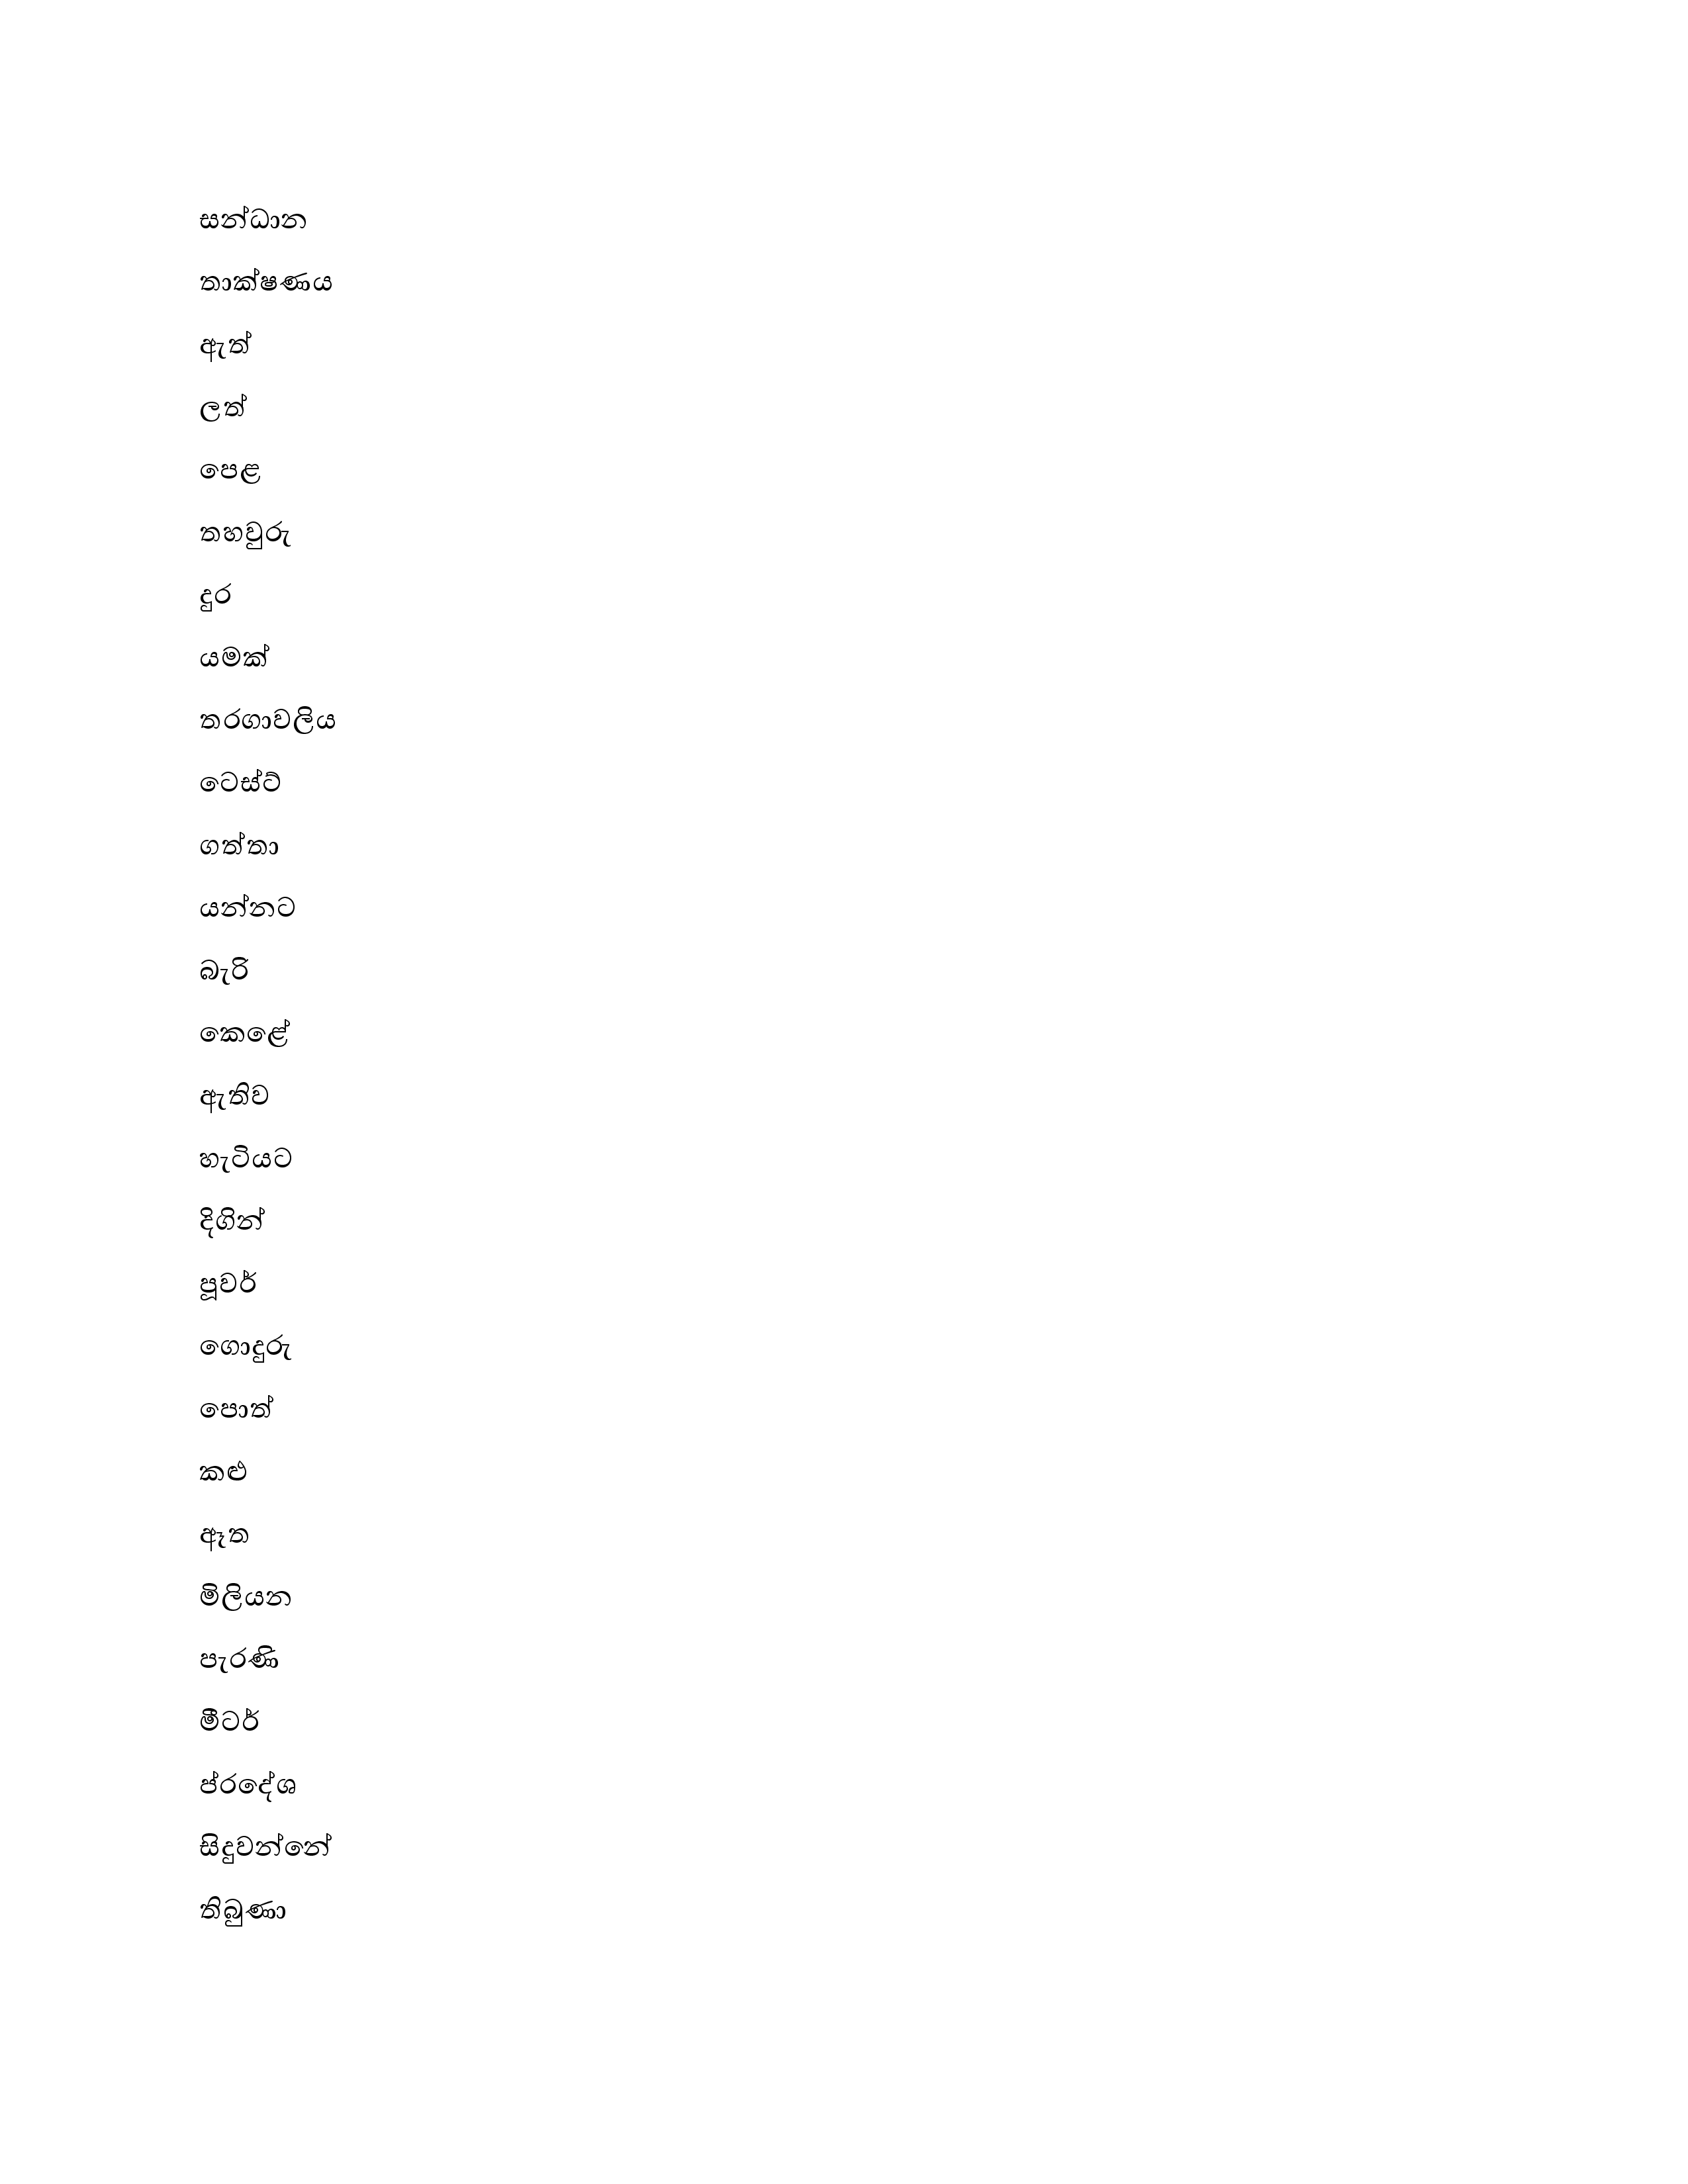 සන්ධාන
තාක්ෂණය
ඇත්
ලත්
පෙළ
තහවුරු
දුර
යමක්
තරගාවලිය
ටෙස්ට්
ගත්තා
යන්නට
බැරි
කෙළේ
ඇතිව
හැටියට
දිගින්
පූවර්
ගොදුරු
පොත්
කළු
ඈත
මිලියන
පැරණි
මීටර්
ප්රදේශ
සිදුවන්නේ
තිබුණා